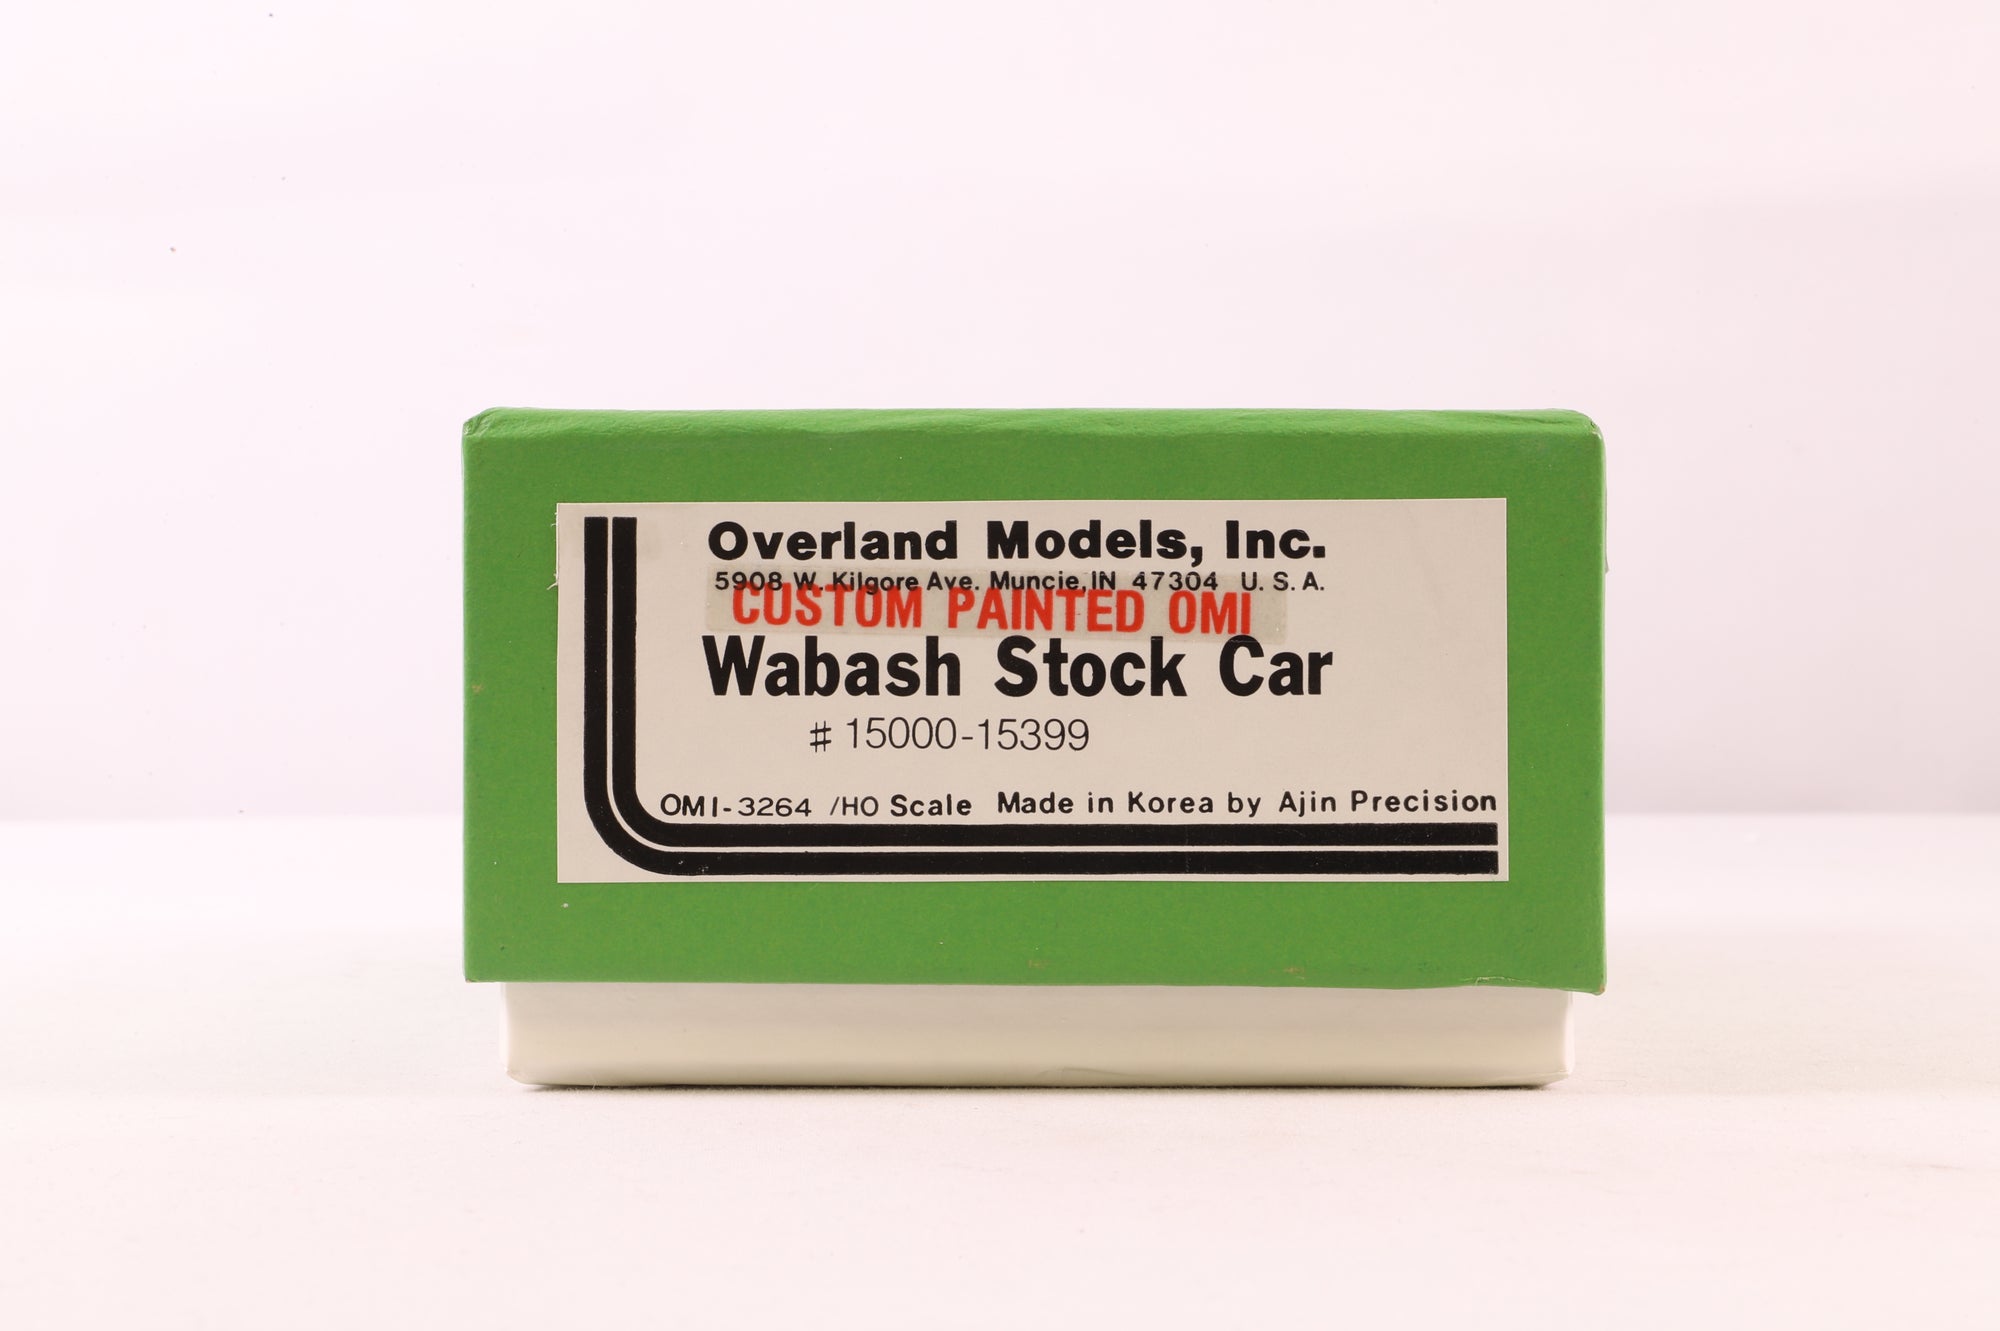 Overland Models, Inc.
5908 W. Kilgore Ave. Muncie, IN 47304 U. S. A.
CUSTOM PAINTED OMI
Wabash Stock Car
# 15000-15399
OMI-3264 /HO Scale Made in Korea by Ajin Precision